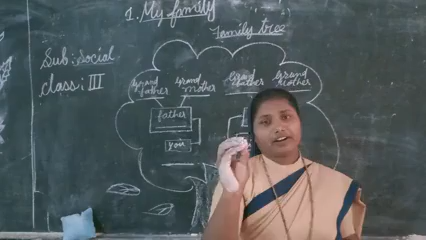 1. My family
Family tree
Sub: Social
class: III
grand father
Grand mother
Grand father
Grand mother
father
you